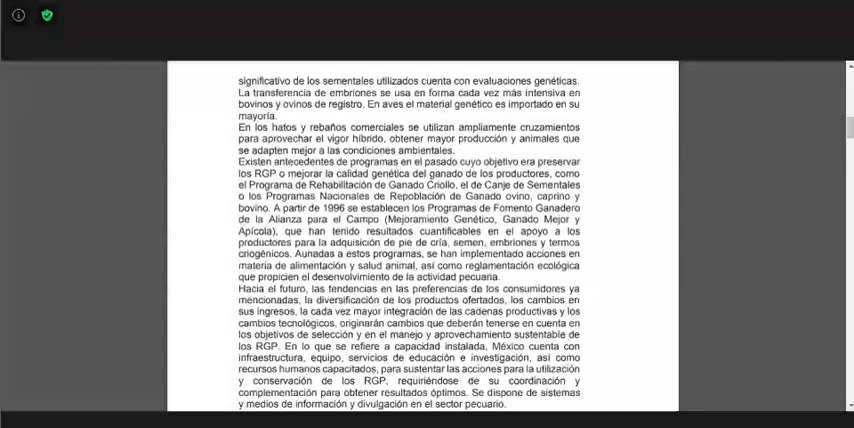 significativo de los sementales utilizados cuenta con evaluaciones genéticas.
La transferencia de embriones se usa en forma cada vez más intensiva en
bovinos y ovinos de registro. En aves el material genético es importado en su
mayoría.
En los hatos y rebaños comerciales se utilizan ampliamente cruzamientos
para aprovechar el vigor híbrido, obtener mayor producción y animales que
se adapten mejor a las condiciones ambientales.
Existen antecedentes de programas en el pasado cuyo objetivo era preservar
los RGP o mejorar la calidad genética del ganado de los productores, como
el Programa de Rehabilitación de Ganado Criollo, el de Canje de Sementales
o los Programas Nacionales de Repoblación de Ganado ovino, caprino y
bovino. A partir de 1996 se establecen los Programas de Fomento Ganadero
de la Alianza para el Campo (Mejoramiento Genético, Ganado Mejor y
Apícola), que han tenido resultados cuantificables en el apoyo a los
productores para la adquisición de pie de cría, semen, embriones y termos
criogénicos. Aunadas a estos programas, se han implementado acciones en
materia de alimentación y salud animal, así como reglamentación ecológica
que propicien el desenvolvimiento de la actividad pecuaria.
Hacia el futuro, las tendencias en las preferencias de los consumidores ya
mencionadas, la diversificación de los productos ofertados, los cambios en
sus ingresos, la cada vez mayor integración de las cadenas productivas y los
cambios tecnológicos, originarán cambios que deberán tenerse en cuenta en
los objetivos de selección y en el manejo y aprovechamiento sustentable de
los RGP. En lo que se refiere a capacidad instalada, México cuenta con
infraestructura, equipo, servicios de educación e investigación, así como
recursos humanos capacitados, para sustentar las acciones para la utilización
y conservación de los RGP, requiriéndose de su coordinación y
complementación para obtener resultados óptimos. Se dispone de sistemas
y medios de información y divulgación en el sector pecuario.